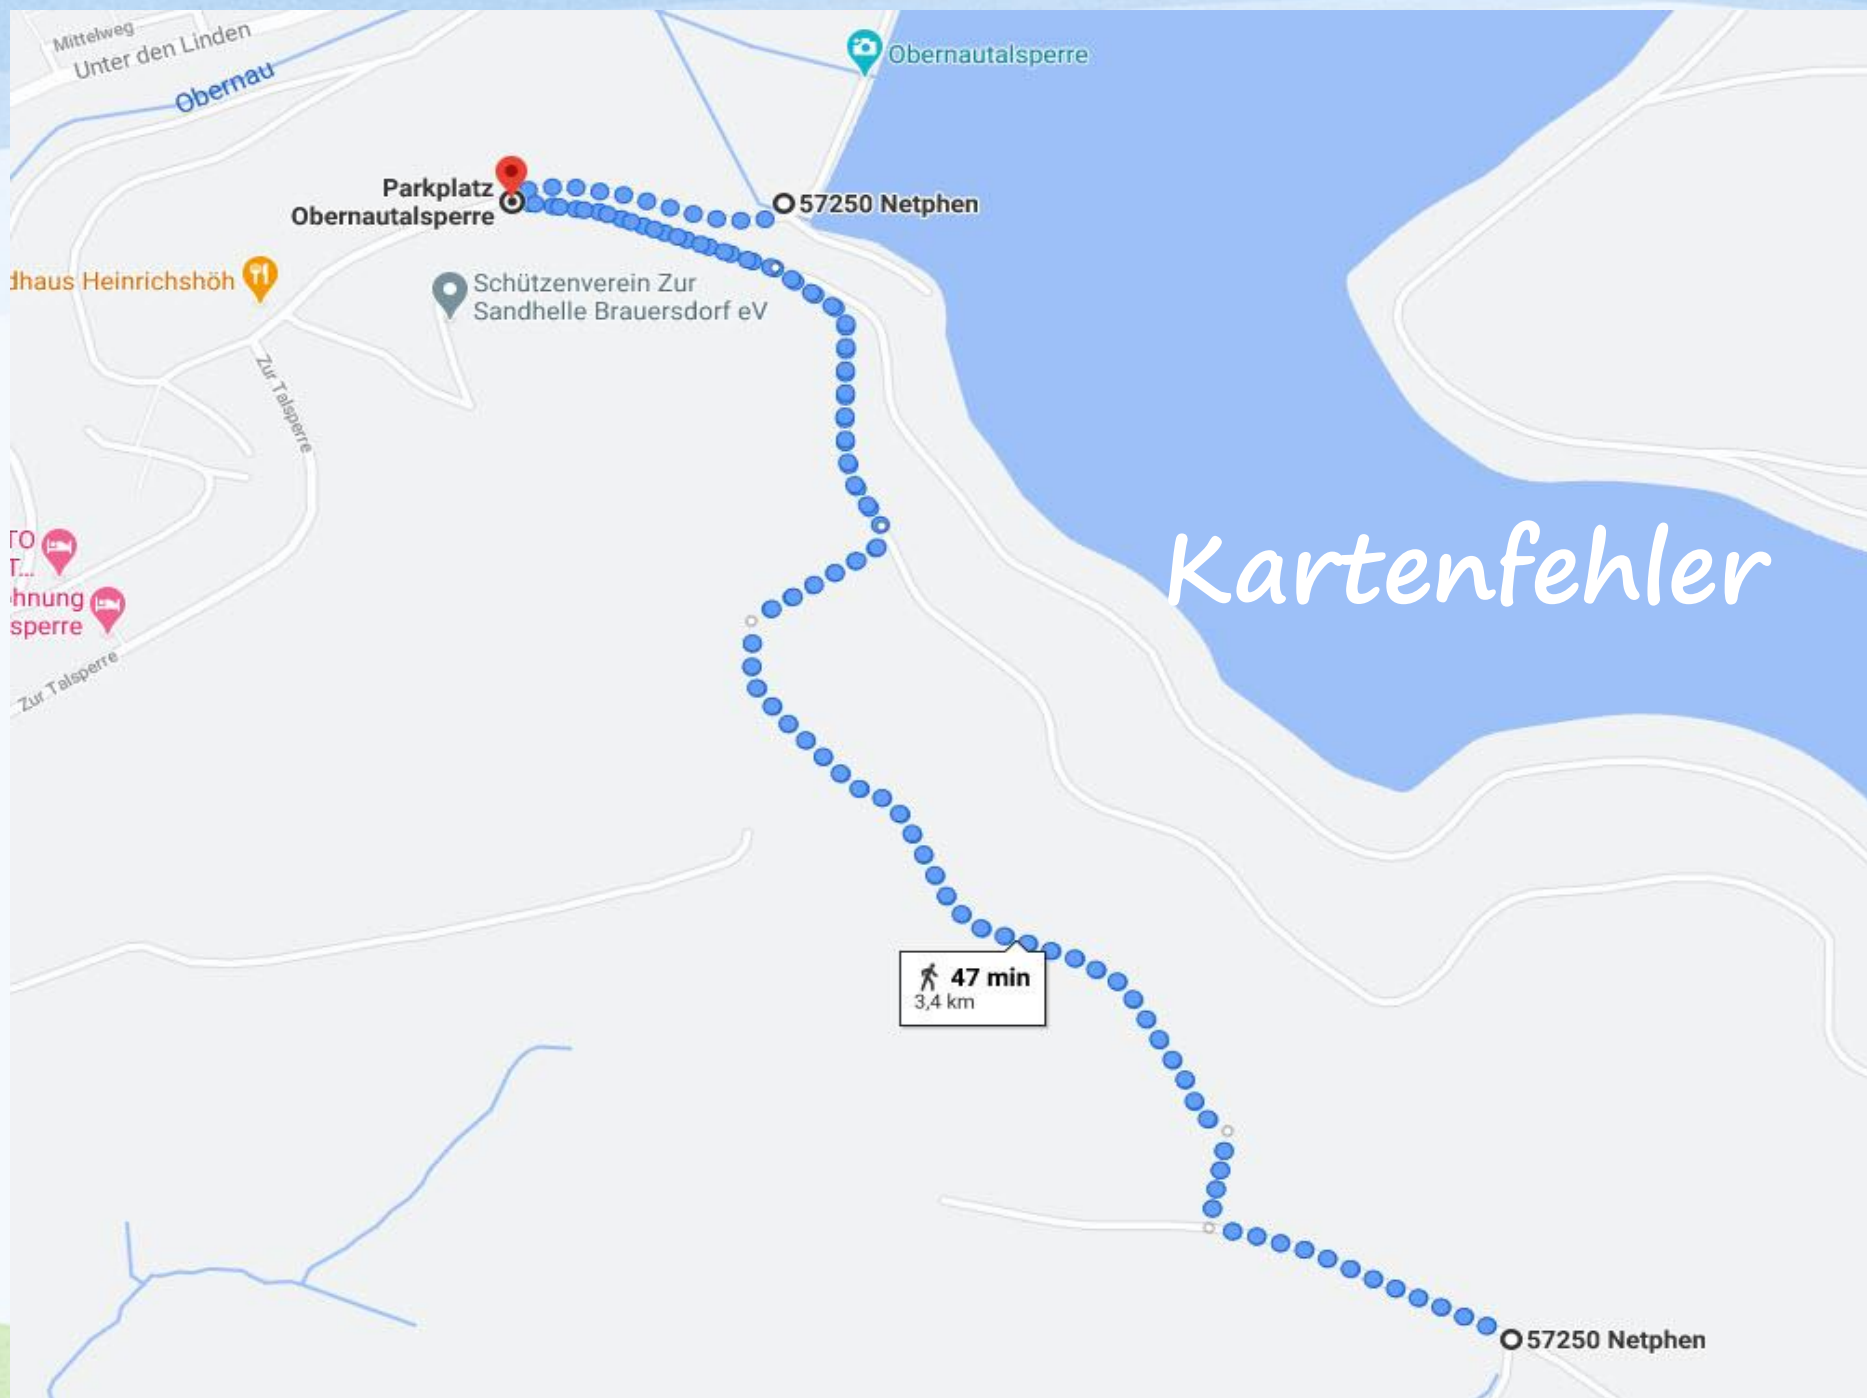 Mittelweg
Unter den Linden
Obernau
Obernautalsperre
Parkplatz
Obernautalsperre
57250 Netphen
dhaus Heinrichshöh
Schützenverein Zur
Sandhelle Brauersdorf eV
Zur Talsperre
TO
T...
hnung
sperre
Zur Talsperre
Kartenfehler
47 min
3,4 km
57250 Netphen